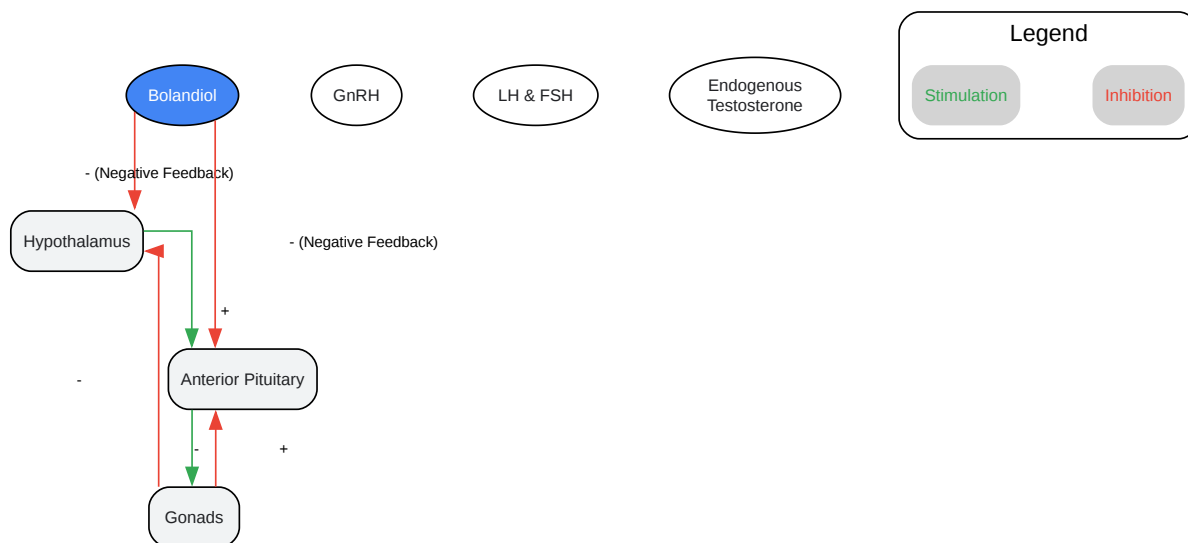 Legend
Bolandiol
GnRH
LH & FSH
Endogenous
Testosterone
Stimulation
Inhibition
- (Negative Feedback)
Hypothalamus
- (Negative Feedback)
+
Anterior Pituitary
-
-
+
Gonads